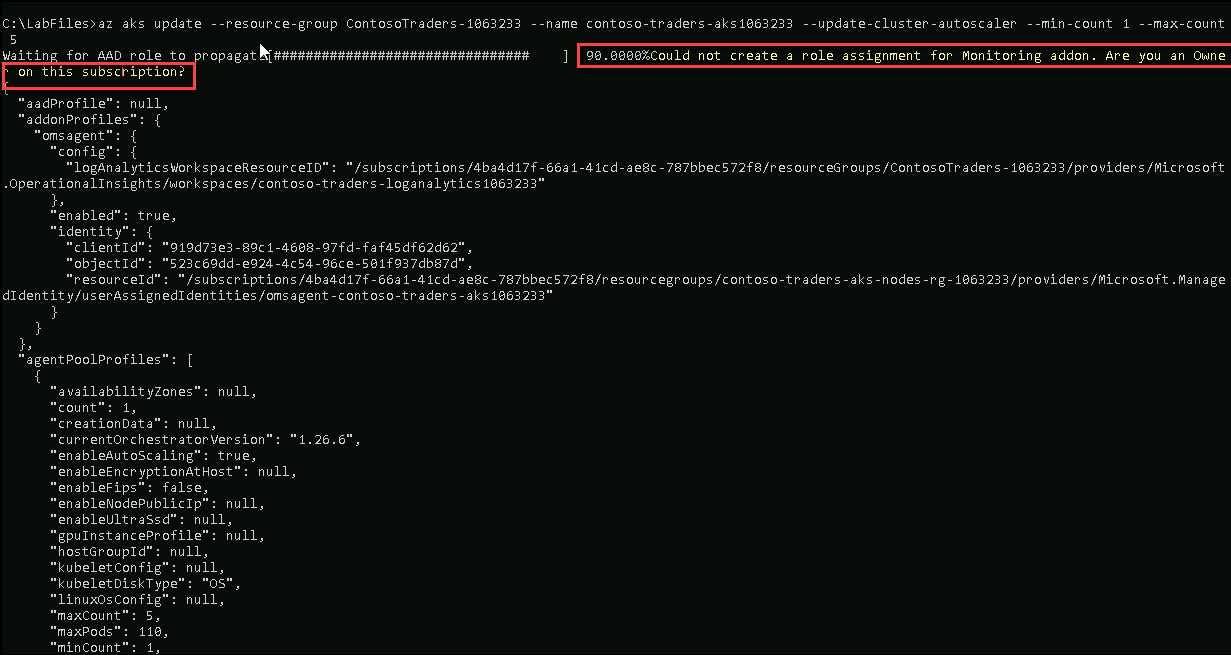 C:\LabFiles>az aks update --resource-group ContosoTraders-1063233 --name contoso-traders-aks1063233 --update-cluster-autoscaler --min-count 1 --max-count
 5
Waiting for AAD role to propagat [################################     ] 90.0000%Could not create a role assignment for Monitoring addon. Are you an Owne
r on this subscription?
{
  "aadProfile": null,
  "addonProfiles": {
    "omsagent": {
      "config": {
        "logAnalyticsWorkspaceResourceID": "/subscriptions/4ba4d17f-66a1-41cd-ae8c-787bbec572f8/resourceGroups/ContosoTraders-1063233/providers/Microsoft
.OperationalInsights/workspaces/contoso-traders-loganalytics1063233"
      },
      "enabled": true,
      "identity": {
        "clientId": "919d73e3-89c1-4608-97fd-faf45df62d62",
        "objectId": "523c69dd-e924-4c54-96ce-501f937db87d",
        "resourceId": "/subscriptions/4ba4d17f-66a1-41cd-ae8c-787bbec572f8/resourcegroups/contoso-traders-aks-nodes-rg-1063233/providers/Microsoft.Manage
dIdentity/userAssignedIdentities/omsagent-contoso-traders-aks1063233"
      }
    }
  },
  "agentPoolProfiles": [
    {
      "availabilityZones": null,
      "count": 1,
      "creationData": null,
      "currentOrchestratorVersion": "1.26.6",
      "enableAutoScaling": true,
      "enableEncryptionAtHost": null,
      "enableFips": false,
      "enableNodePublicIp": null,
      "enableUltraSsd": null,
      "gpuInstanceProfile": null,
      "hostGroupId": null,
      "kubeletConfig": null,
      "kubeletDiskType": "OS",
      "linuxOsConfig": null,
      "maxCount": 5,
      "maxPods": 110,
      "minCount": 1,